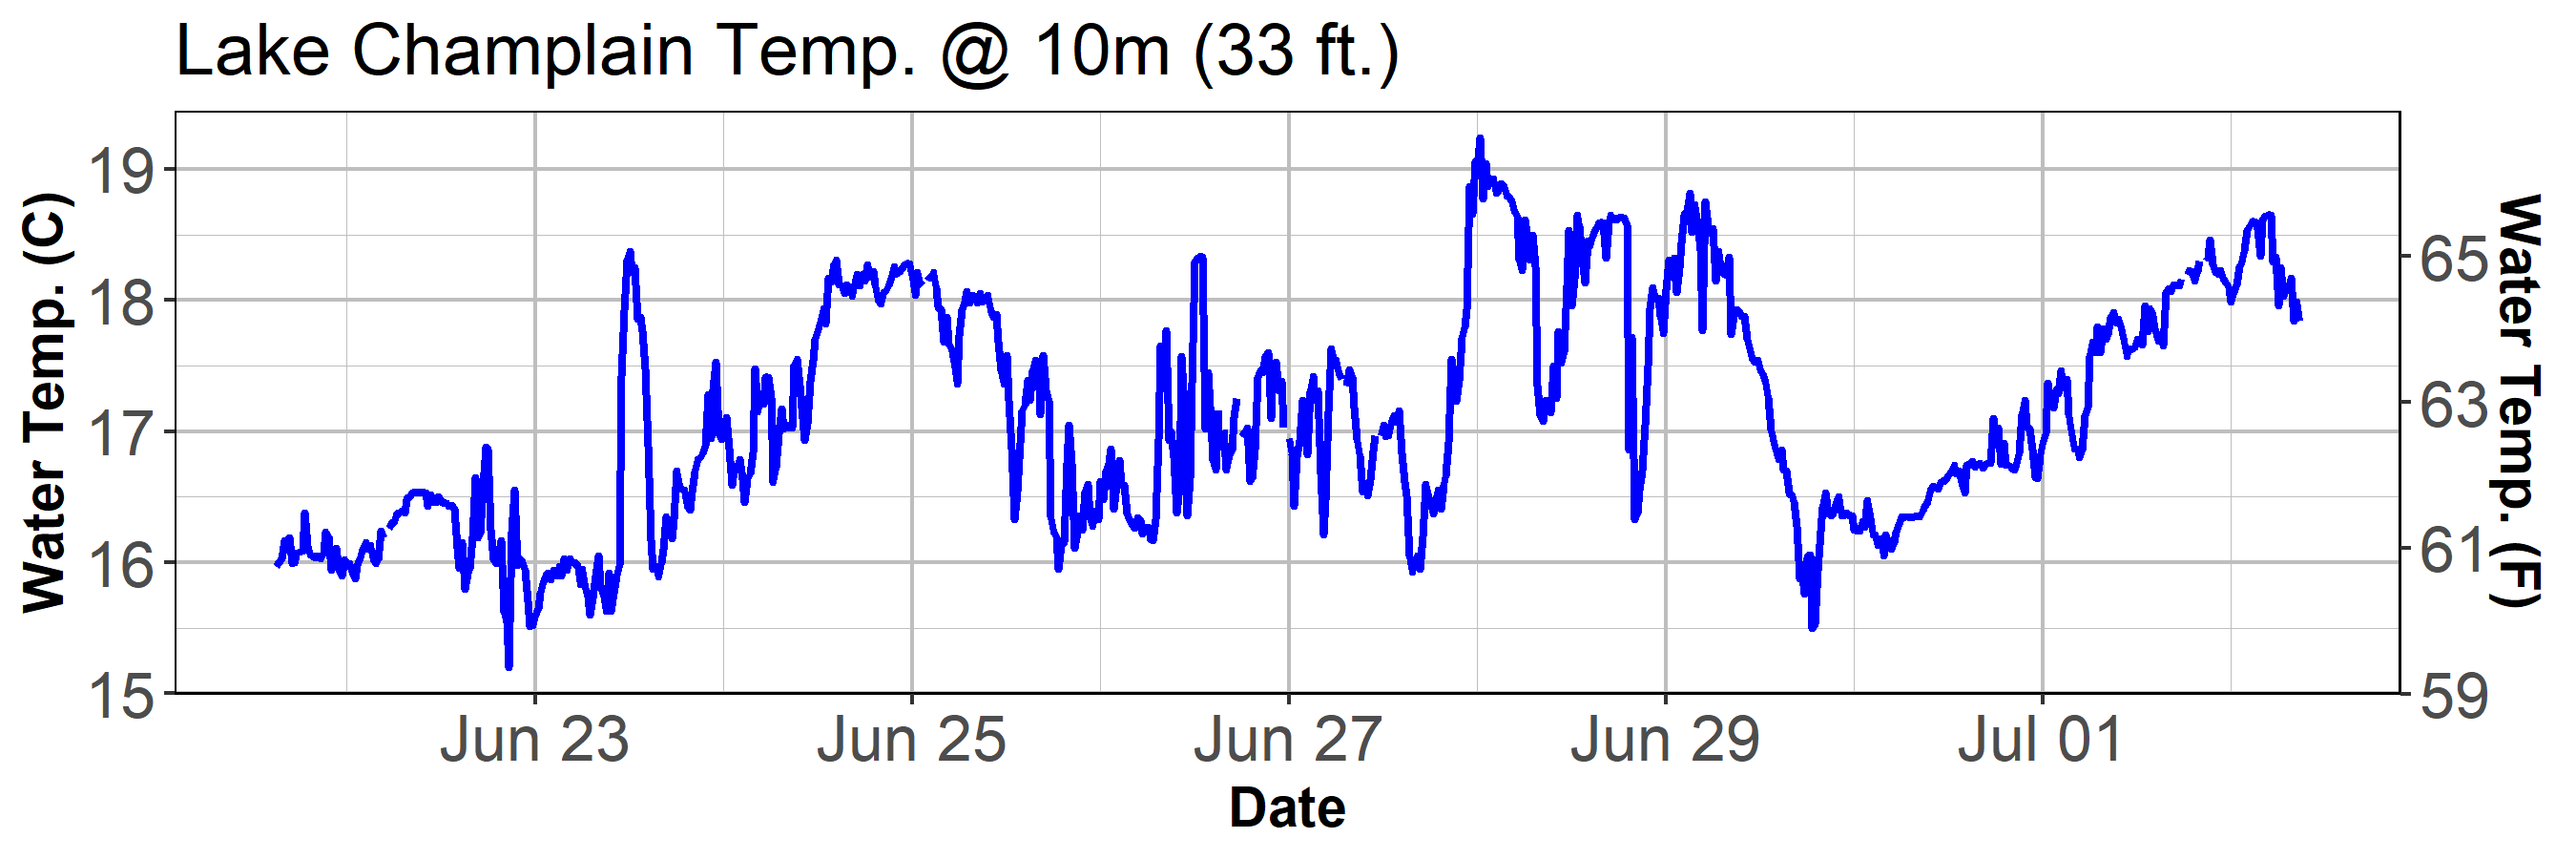 Lake Champlain Temp. @ 10m (33 ft.)
Water Temp. (C)
19
18
17
16
15
65
63
61
59
Water Temp. (F)
Jun 23
Jun 25
Jun 27
Jun 29
Jul 01
Date